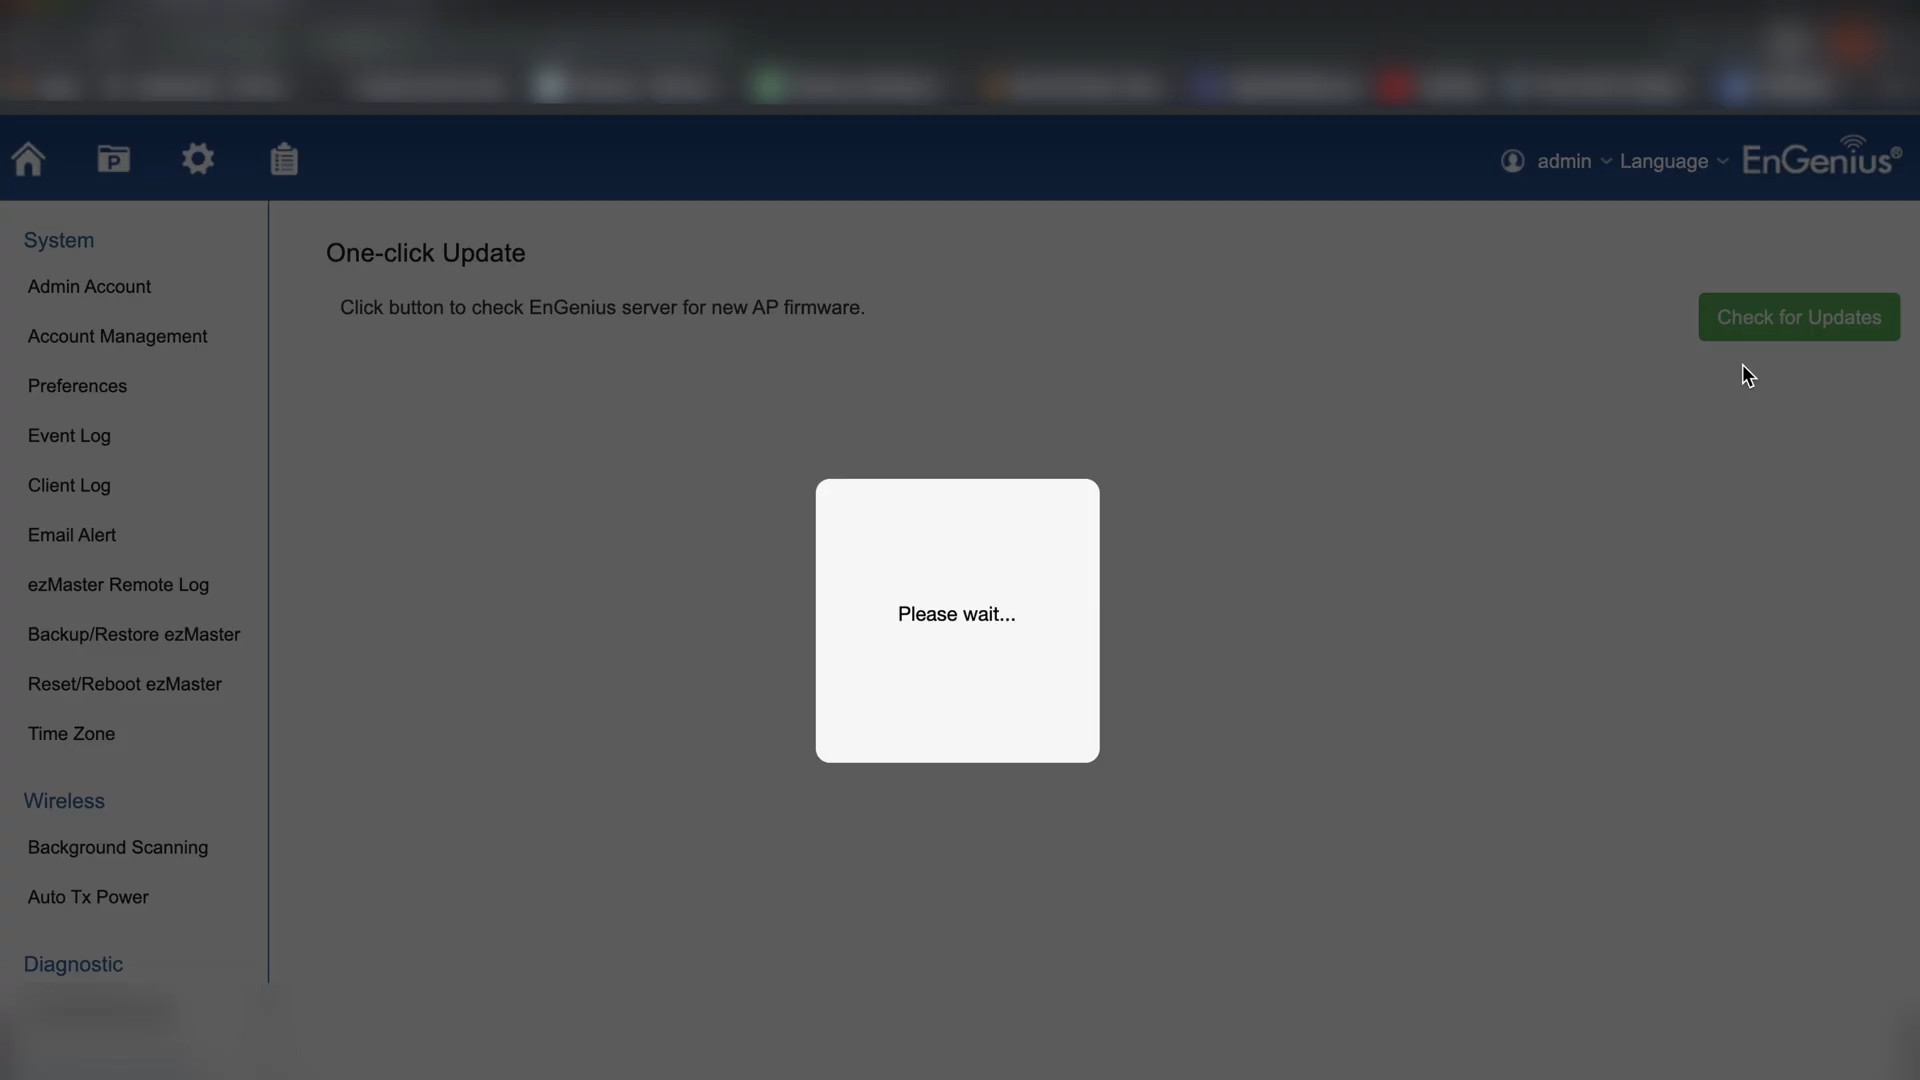 admin Language EnGenius®
System
Admin Account
Account Management
Preferences
Event Log
Client Log
Email Alert
ezMaster Remote Log
Backup/Restore ezMaster
Reset/Reboot ezMaster
Time Zone
Wireless
Background Scanning
Auto Tx Power
Diagnostic
One-click Update
Click button to check EnGenius server for new AP firmware.
Check for Updates
Please wait...